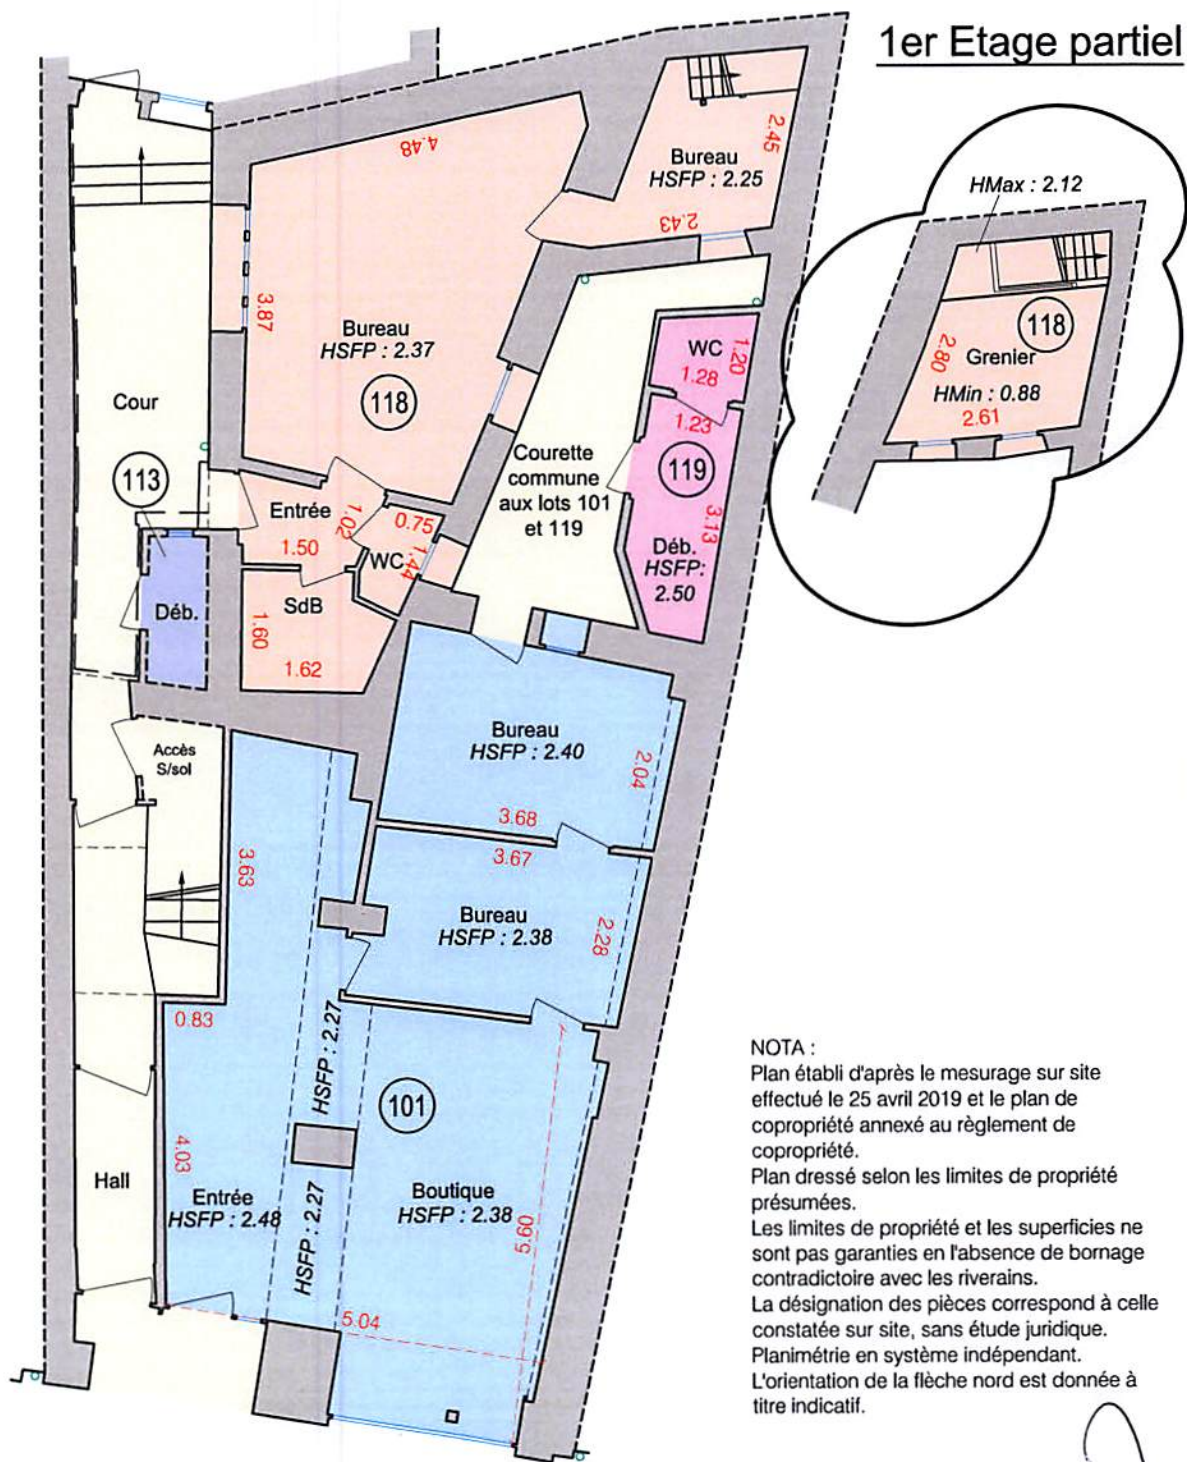 1er Etage partiel
HMax : 2.12
118
Grenier
2.80
HMin : 0.88
2.61
4.48
Bureau
HSFP : 2.25
2.45
2.43
3.87
Bureau
HSFP : 2.37
118
Cour
113
WC
1.20
1.28
1.23
119
3.13
Déb.
HSFP:
2.50
Courette
commune
aux lots 101
et 119
Entrée
1.50
1.02
0.75
WC
1.44
Déb.
SdB
1.60
1.62
Accès
S/sol
Bureau
HSFP : 2.40
2.04
3.68
3.63
3.67
Bureau
HSFP : 2.38
2.28
0.83
HSFP : 2.27
101
4.03
Hall
Entrée
HSFP : 2.48
HSFP : 2.27
Boutique
HSFP : 2.38
5.60
5.04
NOTA :
Plan établi d'après le mesurage sur site
effectué le 25 avril 2019 et le plan de
copropriété annexé au règlement de
copropriété.
Plan dressé selon les limites de propriété
présumées.
Les limites de propriété et les superficies ne
sont pas garanties en l'absence de bornage
contradictoire avec les riverains.
La désignation des pièces correspond à celle
constatée sur site, sans étude juridique.
Planimétrie en système indépendant.
L'orientation de la flèche nord est donnée à
titre indicatif.